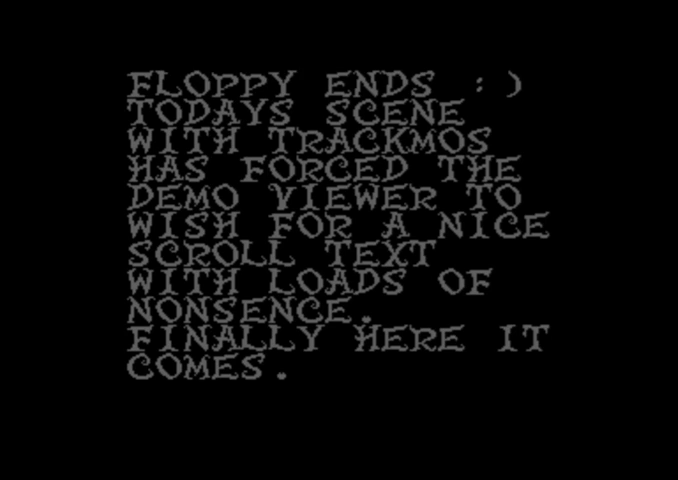 FLOPPY ENDS :)
TODAYS SCENE
WITH TRACKMOS
HAS FORCED THE
DEMO VIEWER TO
WISH FOR A NICE
SCROLL TEXT
WITH LOADS OF
NONSENCE.
FINALLY HERE IT
COMES.